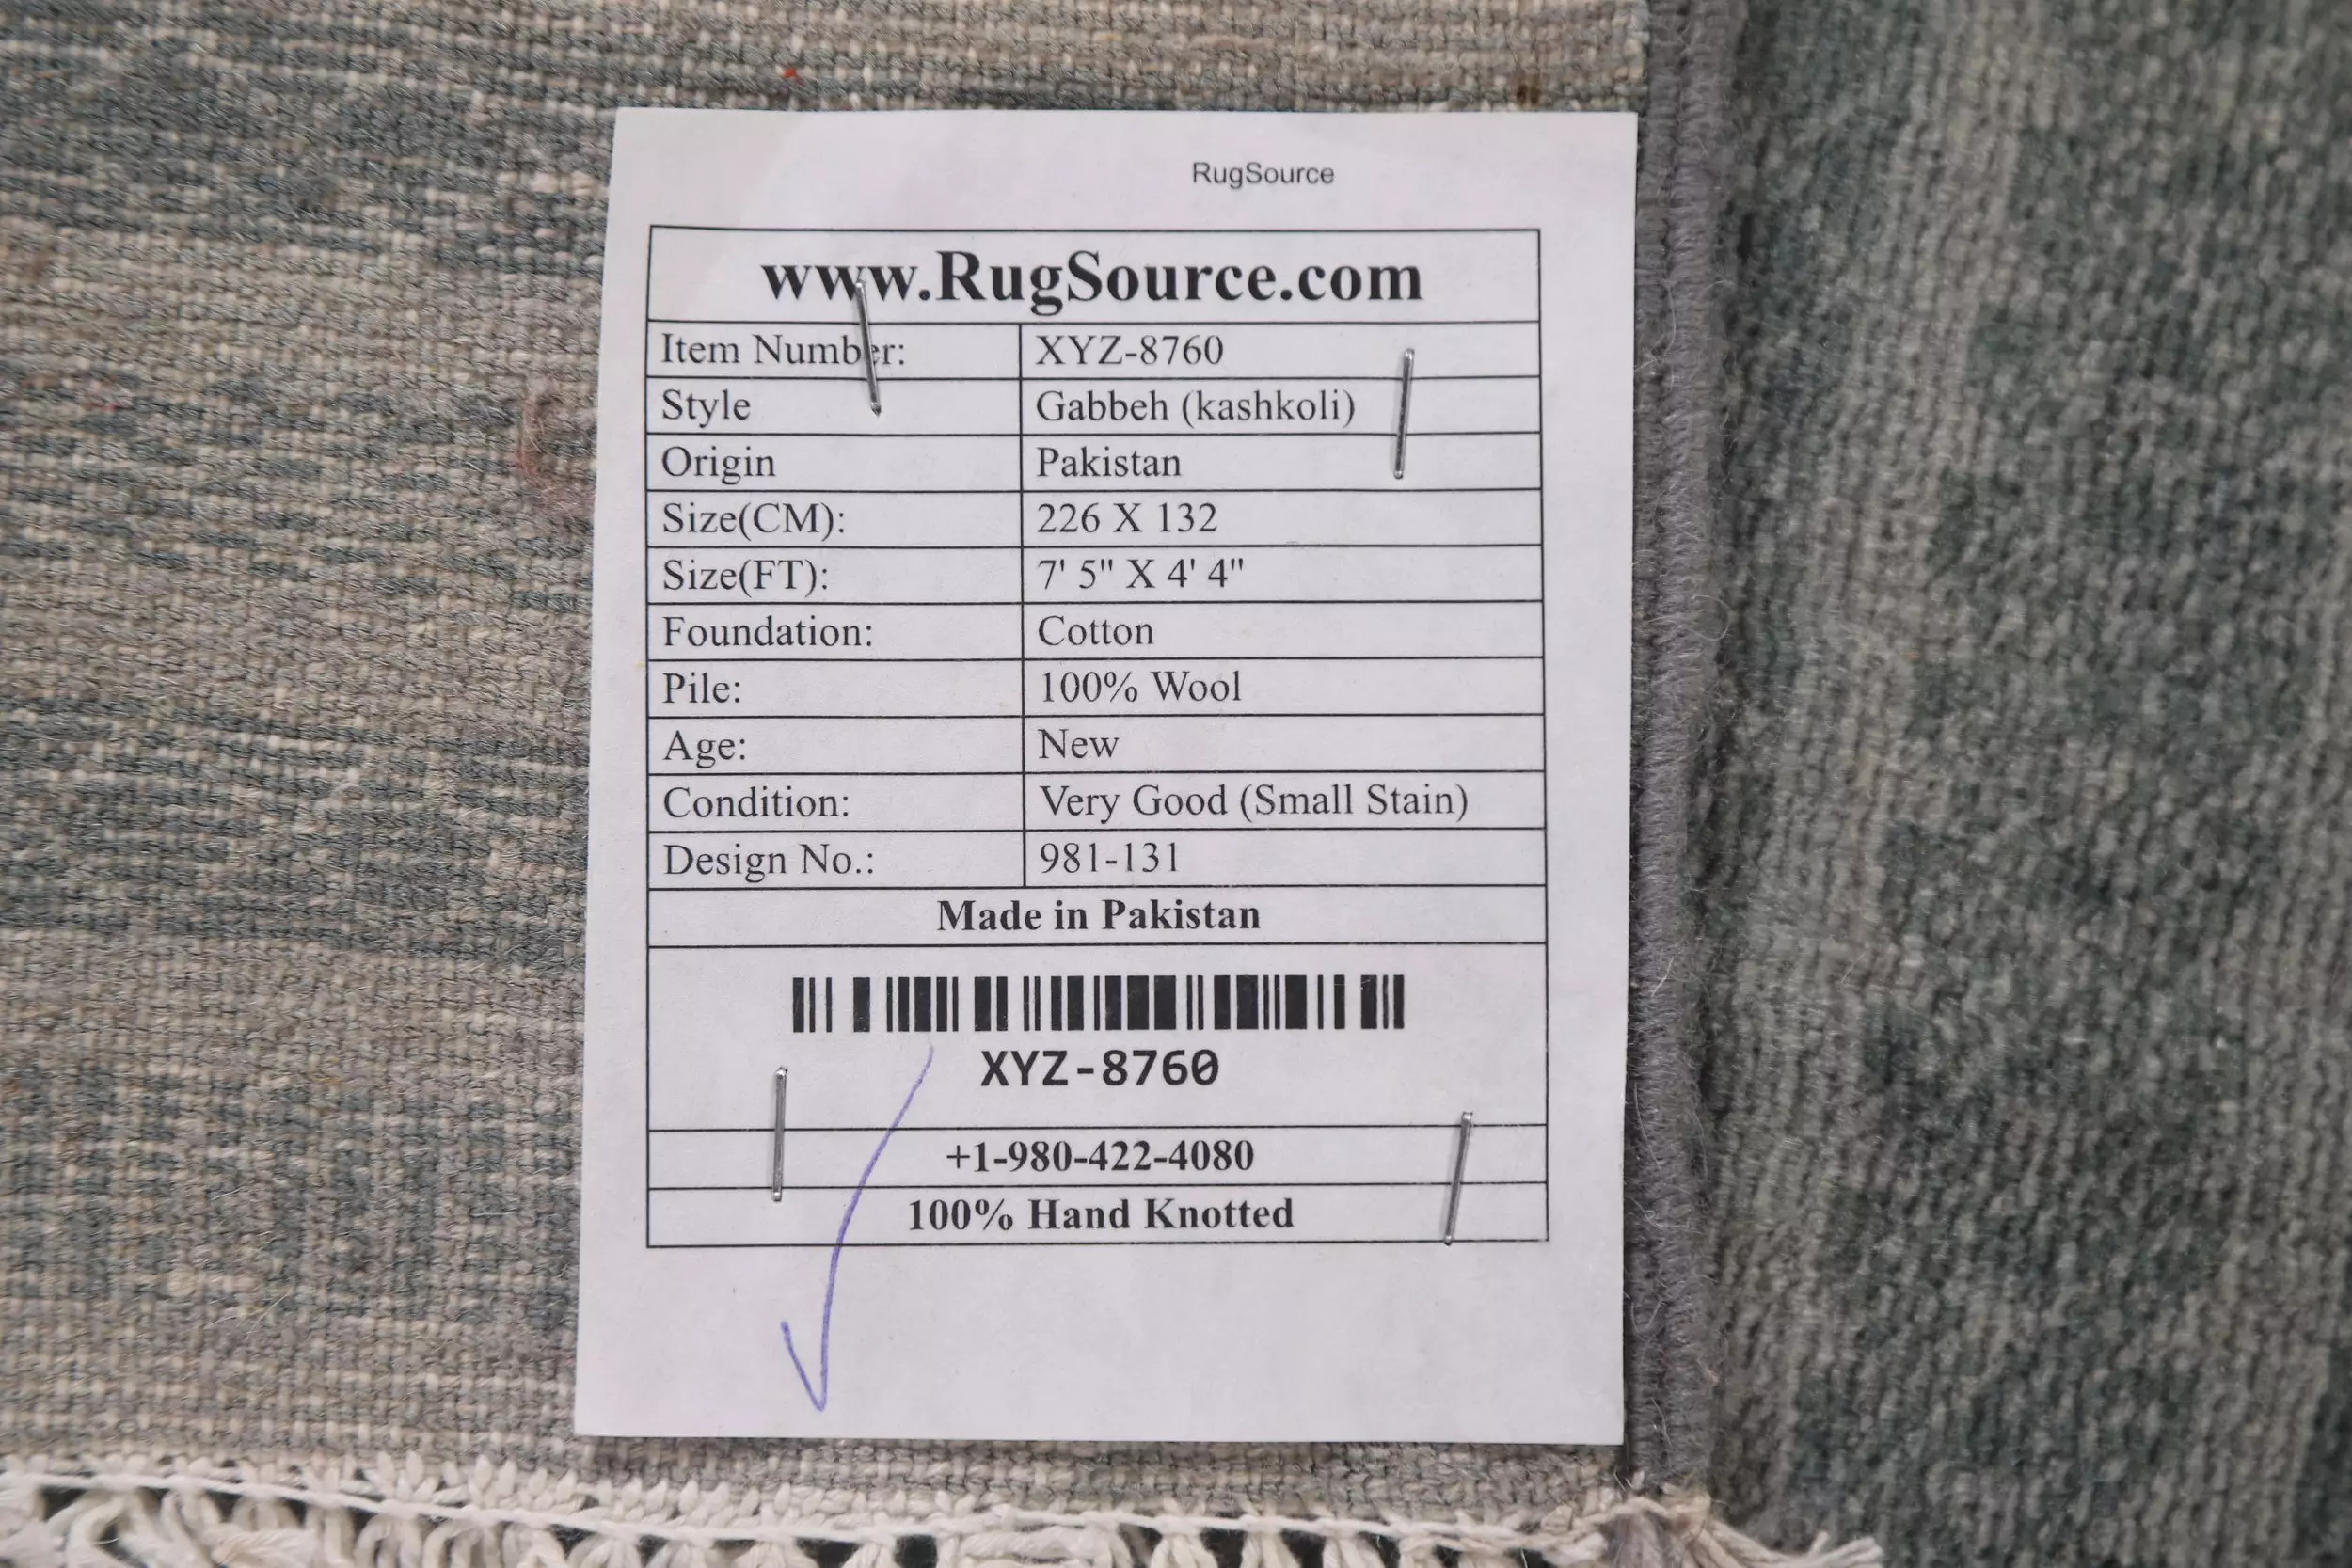 RugSource
www.RugSource.com
Item Number: XYZ-8760
Style Gabbeh (kashkoli)
Origin Pakistan
Size(CM): 226 X 132
Size(FT): 7' 5" X 4' 4"
Foundation: Cotton
Pile: 100% Wool
Age: New
Condition: Very Good (Small Stain)
Design No.: 981-131
Made in Pakistan
XYZ-8760
+1-980-422-4080
100% Hand Knotted